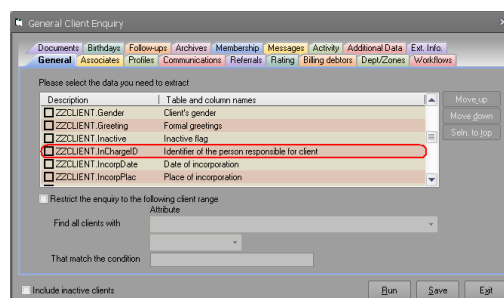 General Client Enquiry
Documents Birthdays Follow-ups Archives Membership Messages Activity Additional Data Ext. Info.
General Associates Profiles Communications Referrals Rating Billing debtors Dept/Zones Workflows
Please select the data you need to extract
Description Table and column names
ZZCLIENT.Gender Client's gender
ZZCLIENT.Greeting Formal greetings
ZZCLIENT.Inactive Inactive flag
ZZCLIENT.InChargeID Identifier of the person responsible for client
ZZCLIENT.IncorpDate Date of incorporation
ZZCLIENT.IncorpPlac Place of incorporation
Move up
Move down
Seln. to top
Restrict the enquiry to the following client range
Attribute
Find all clients with
That match the condition
Include inactive clients
Run Save Exit